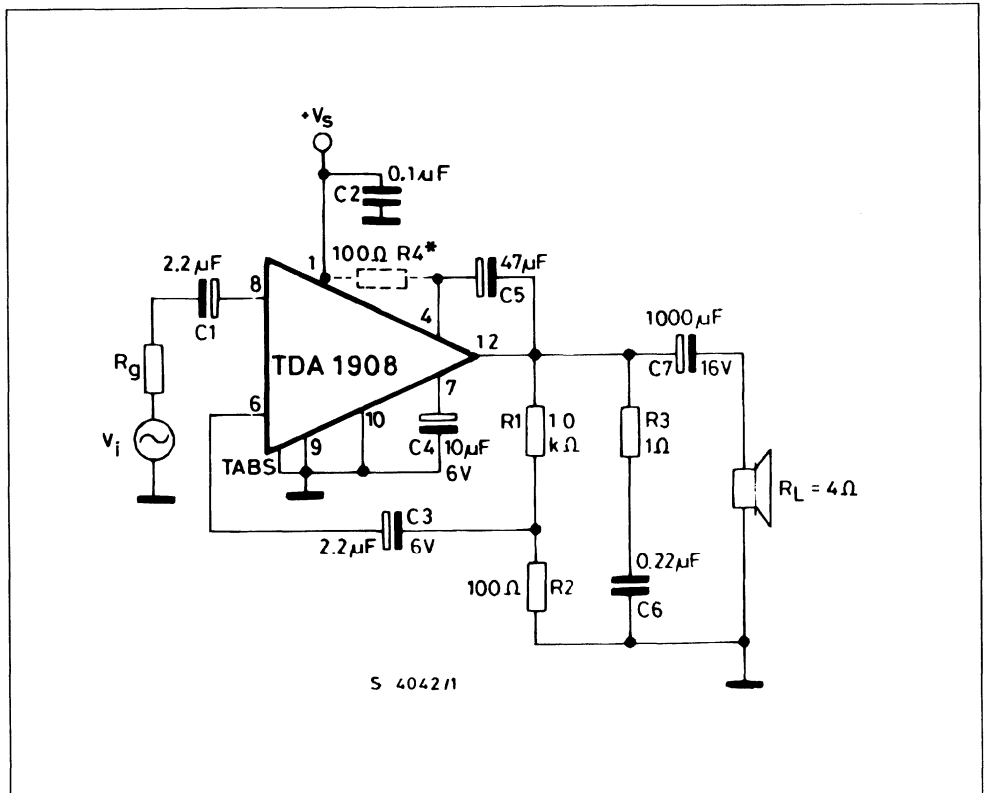 +Vs
0.1µF
C2
1
100Ω R4*
47µF
C5
2.2µF
C1
8
4
12
TDA 1908
1000µF
C7
16V
Rg
Vi
6
7
10
9
TABS
C4
10µF
6V
R1
10
kΩ
R3
1Ω
RL = 4Ω
C3
2.2µF
6V
100Ω
R2
0.22µF
C6
S 4042/1